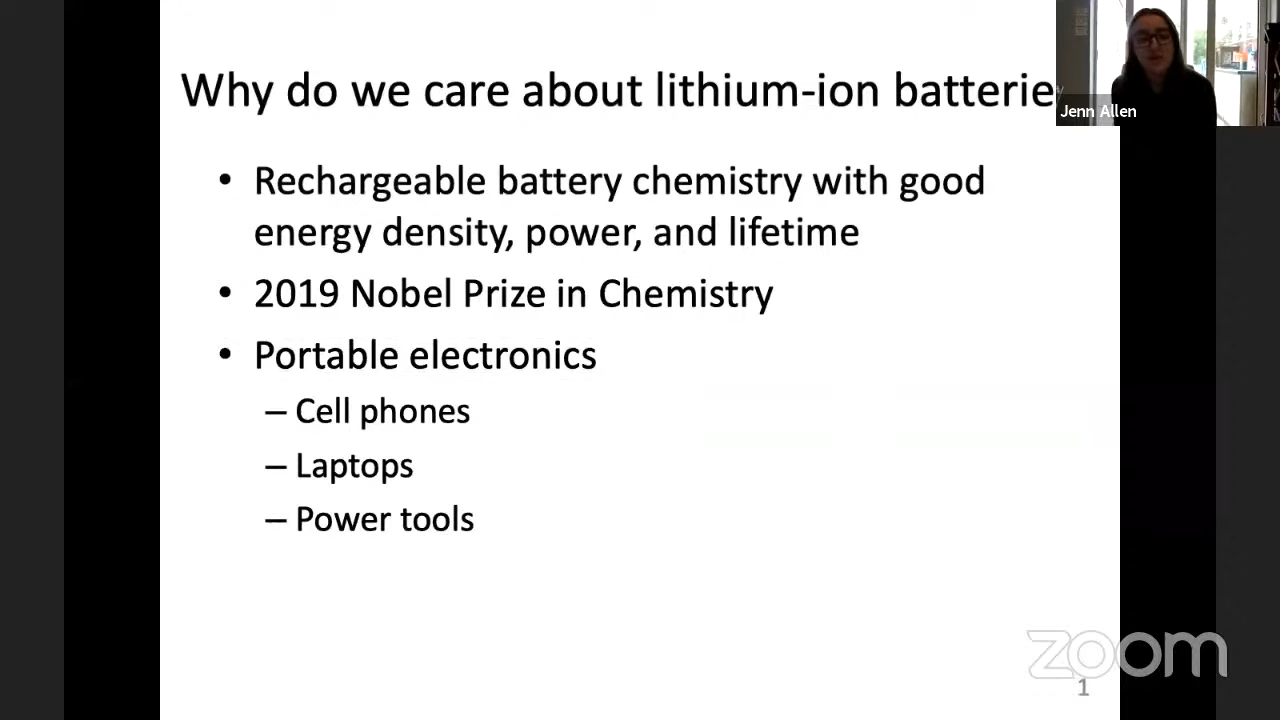 Why do we care about lithium-ion batterie
Jenn Allen
• Rechargeable battery chemistry with good
energy density, power, and lifetime
• 2019 Nobel Prize in Chemistry
• Portable electronics
– Cell phones
– Laptops
– Power tools
zoom
1